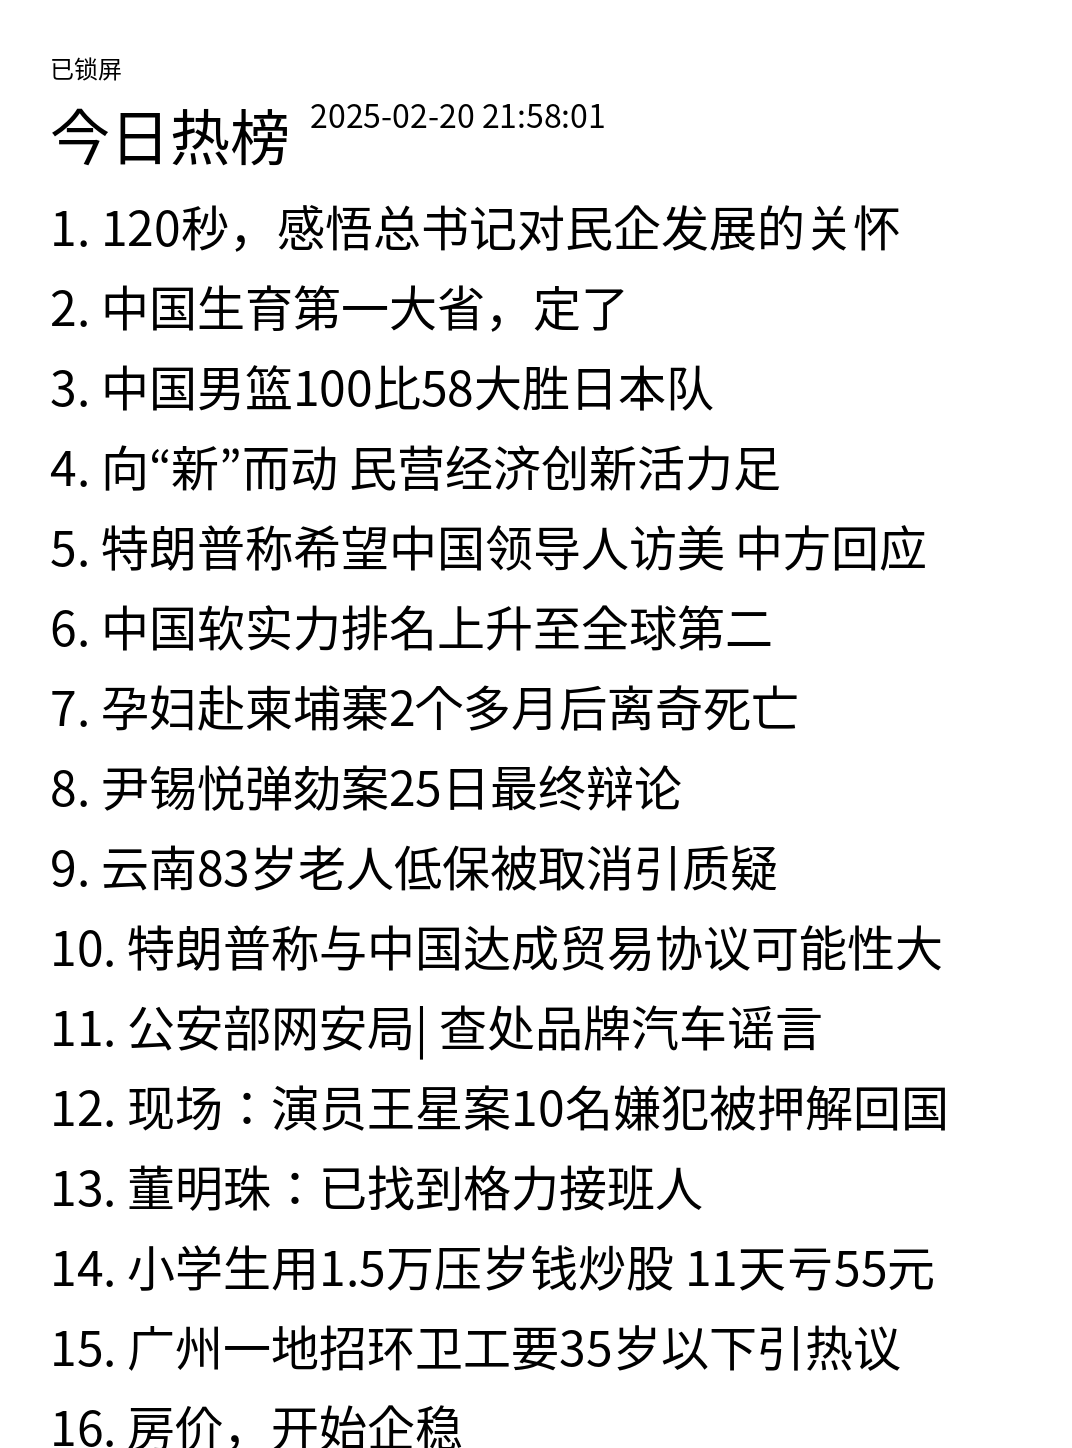 已锁屏
今日热榜 2025-02-20 21:58:01
1. 120秒，感悟总书记对民企发展的关怀
2. 中国生育第一大省，定了
3. 中国男篮100比58大胜日本队
4. 向“新”而动 民营经济创新活力足
5. 特朗普称希望中国领导人访美 中方回应
6. 中国软实力排名上升至全球第二
7. 孕妇赴柬埔寨2个多月后离奇死亡
8. 尹锡悦弹劾案25日最终辩论
9. 云南83岁老人低保被取消引质疑
10. 特朗普称与中国达成贸易协议可能性大
11. 公安部网安局| 查处品牌汽车谣言
12. 现场：演员王星案10名嫌犯被押解回国
13. 董明珠：已找到格力接班人
14. 小学生用1.5万压岁钱炒股 11天亏55元
15. 广州一地招环卫工要35岁以下引热议
16. 房价，开始企稳